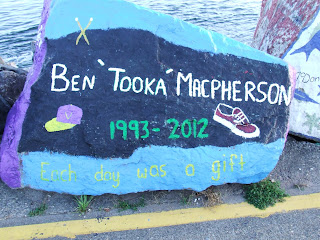 BEN 'TOOKA' MACPHERSON
1993-2012
Each day was a gift